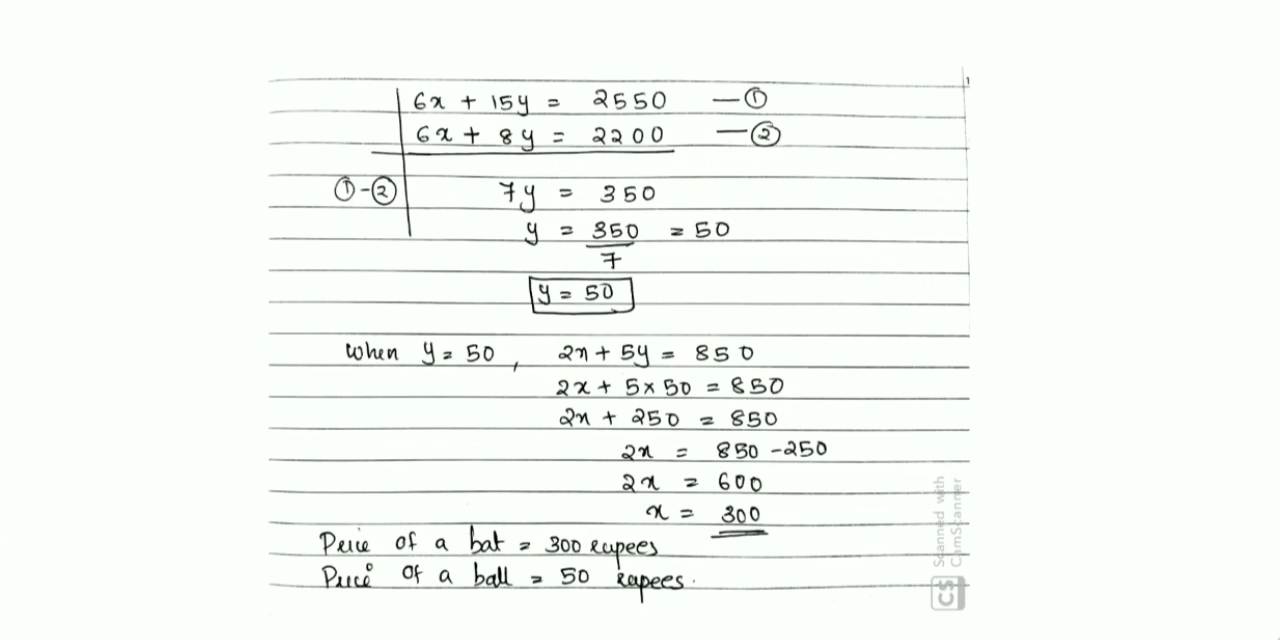 6x + 15y = 2550 — ①
6x + 8y = 2200 — ②
① - ② 7y = 350
y = 350/7 = 50
y = 50
When y = 50, 2x + 5y = 850
2x + 5 × 50 = 850
2x + 250 = 850
2x = 850 - 250
2x = 600
x = 300
Price of a bat = 300 rupees
Price of a ball = 50 rupees.
CS Scanned with
CamScanner